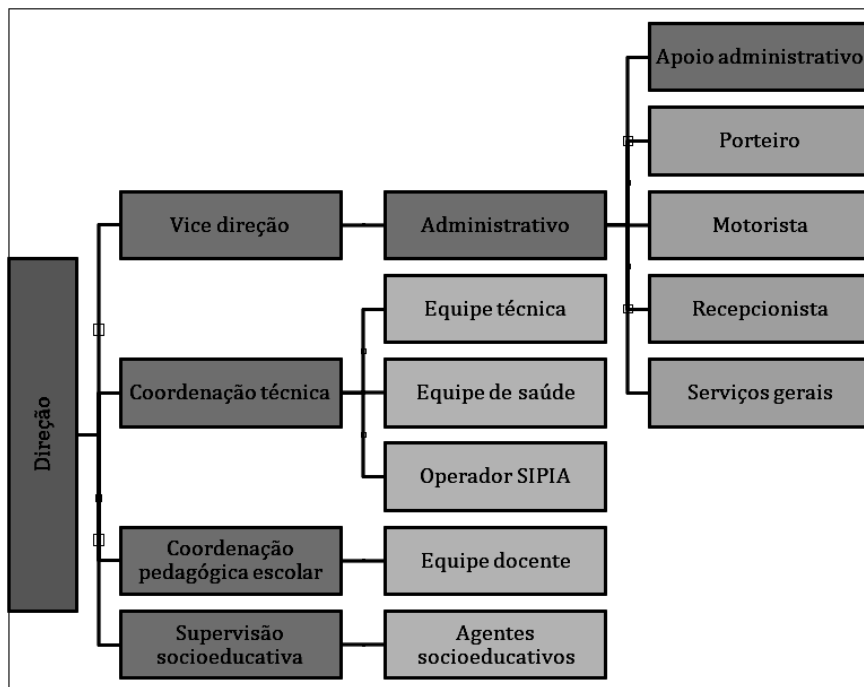 Direção
Vice direção
Coordenação técnica
Coordenação
pedagógica escolar
Supervisão
socioeducativa
Administrativo
Equipe técnica
Equipe de saúde
Operador SIPIA
Equipe docente
Agentes
socioeducativos
Apoio administrativo
Porteiro
Motorista
Recepcionista
Serviços gerais